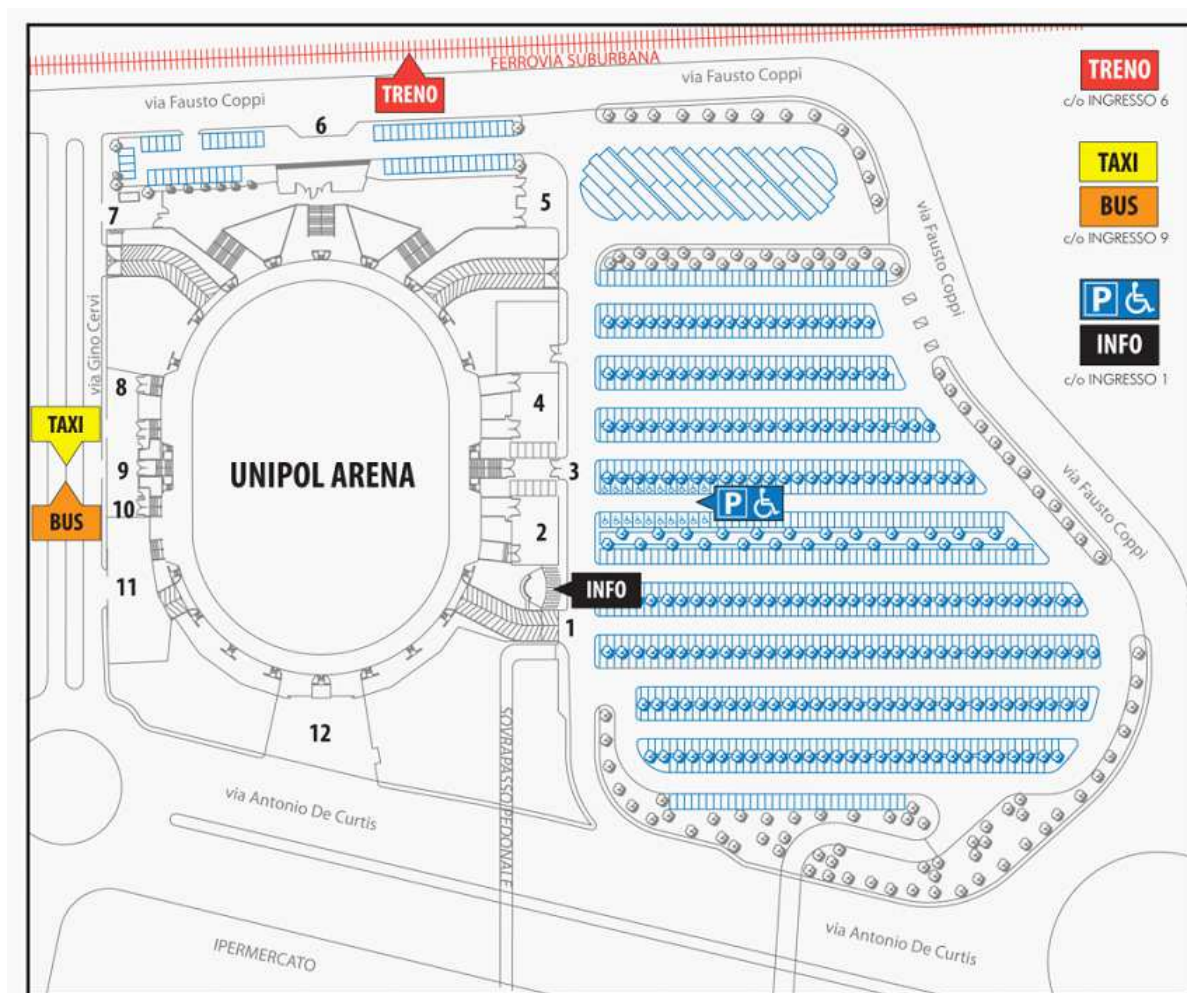 FERROVIA SUBURBANA
TRENO
via Fausto Coppi
via Fausto Coppi
TRENO
c/o INGRESSO 6
6
TAXI
BUS
c/o INGRESSO 9
7
5
via Fausto Coppi
via Gino Cervi
P
INFO
c/o INGRESSO 1
8
4
TAXI
9
UNIPOL ARENA
3
via Fausto Coppi
BUS
10
P
2
11
INFO
1
12
SOVRAPASSO PEDONALE
via Antonio De Curtis
via Antonio De Curtis
IPERMERCATO